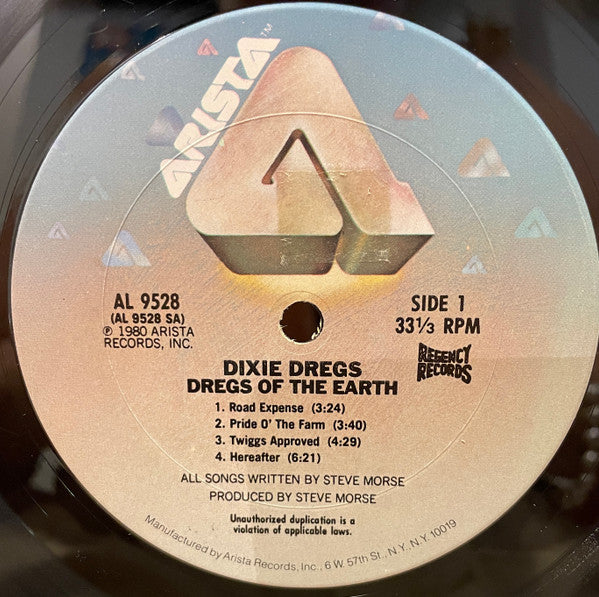 ARISTA™
AL 9528
(AL 9528 SA)
℗ 1980 ARISTA
RECORDS, INC.
SIDE 1
33⅓ RPM
REGENCY
RECORDS
DIXIE DREGS
DREGS OF THE EARTH
1. Road Expense (3:24)
2. Pride O' The Farm (3:40)
3. Twiggs Approved (4:29)
4. Hereafter (6:21)
ALL SONGS WRITTEN BY STEVE MORSE
PRODUCED BY STEVE MORSE
Unauthorized duplication is a
violation of applicable laws.
Manufactured by Arista Records, Inc., 6 W. 57th St., N.Y., N.Y. 10019